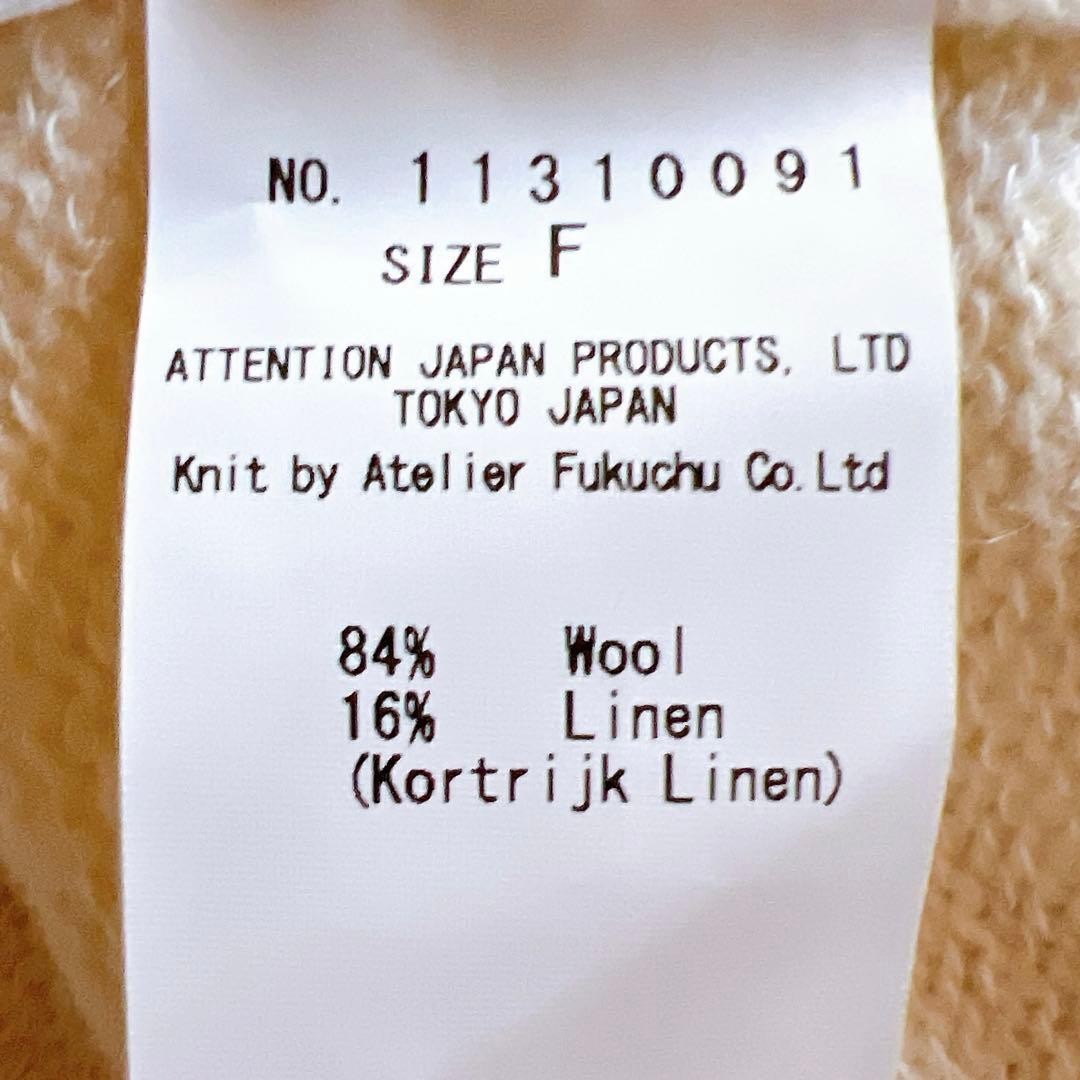 NO. 11310091
SIZE F
ATTENTION JAPAN PRODUCTS, LTD
TOKYO JAPAN
Knit by Atelier Fukuchu Co.Ltd
84% Wool
16% Linen
(Kortrijk Linen)